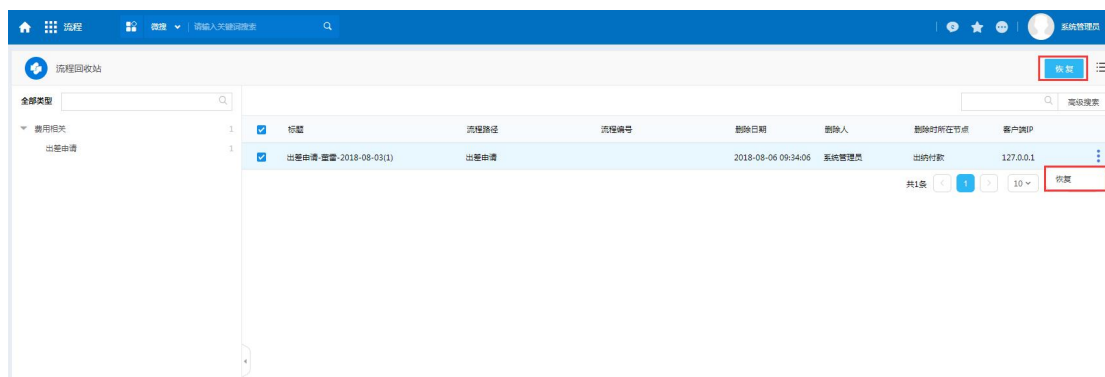 流程 微搜 请输入关键词搜索 系统管理员
流程回收站 恢复
全部类型 高级搜索
费用相关 1 标题 流程路径 流程编号 删除日期 删除人 删除时所在节点 客户端IP
出差申请 1 出差申请-董雷-2018-08-03(1) 出差申请 2018-08-06 09:34:06 系统管理员 出纳付款 127.0.0.1
共1条 1 10 恢复